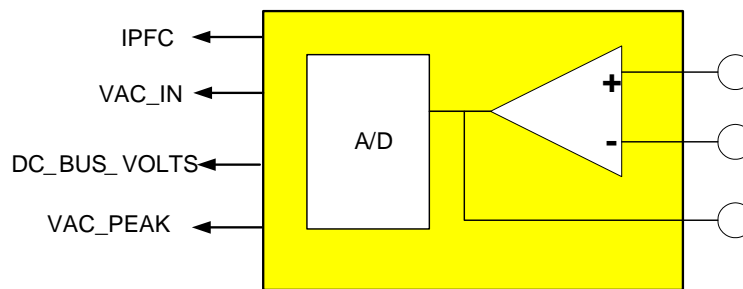 IPFC
VAC_IN
DC_BUS_VOLTS
VAC_PEAK
A/D
+
-